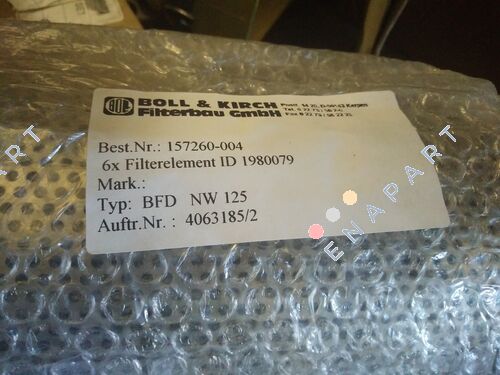 BOLL & KIRCH
Filterbau GmbH
Best.Nr.: 157260-004
6x Filterelement ID 1980079
Mark.:
Typ: BFD NW 125
Auftr.Nr. : 4063185/2
ENAPART